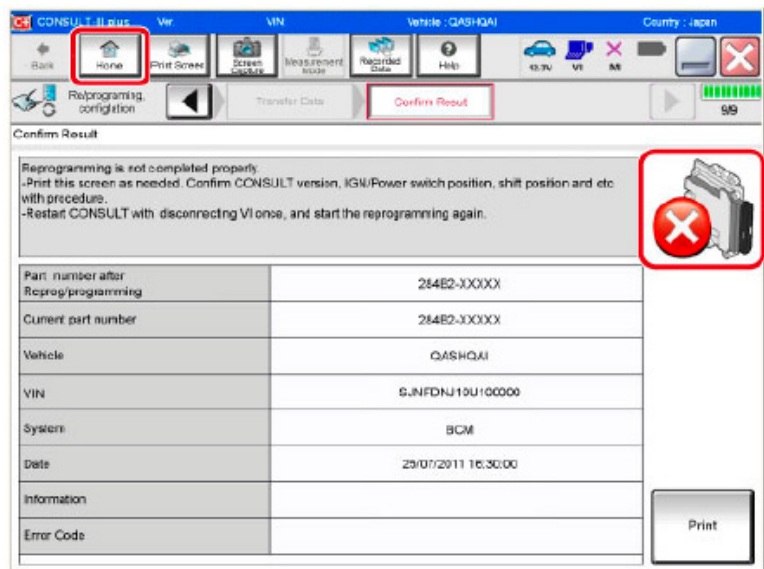 CONSULT-III plus Ver. VIN: Vehicle : QASHQAI Country : Japan
Back Home Print Screen Screen Capture Measurement Mode Recorded Data Help 12.7V VI MI
Re/programing, configlation Transfer Data Confirm Result 9/9
Confirm Result
Reprogramming is not completed properly.
-Print this screen as needed. Confirm CONSULT version, IGN/Power switch position, shift position and etc
with procedure.
-Restart CONSULT with disconnecting VI once, and start the reprogramming again.
Part number after
Reprog/programming
284B2-XXXXX
Current part number 284B2-XXXXX
Vehicle QASHQAI
VIN SJNFDNJ10U100000
System BCM
Date 25/07/2011 16:30:00
Information
Error Code
Print